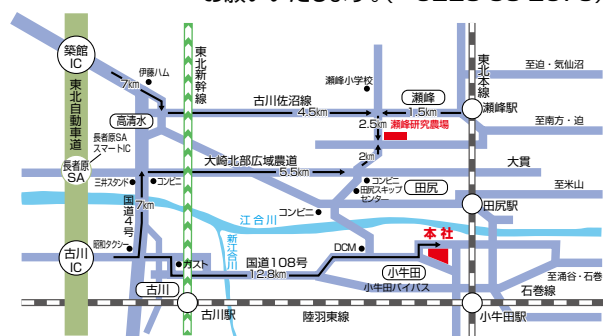 築館
IC
伊藤ハム
7km
高清水
東北自動車道
長者原SA
スマートIC
長者原
SA
三井スタンド
コンビニ
国道4号
7km
昭和タクシー
古川
IC
ガスト
古川
東北新幹線
古川佐沼線
4.5km
瀬峰小学校
瀬峰
1.5km
2.5km
瀬峰研究農場
2km
大崎北部広域農道
5.5km
コンビニ
田尻スキップ
センター
田尻
コンビニ
江合川
新江合川
国道108号
12.8km
DCM
本社
小牛田
小牛田バイパス
東北本線
至迫・気仙沼
瀬峰駅
至南方・迫
大貫
至米山
田尻駅
至涌谷・石巻
石巻線
古川駅
陸羽東線
小牛田駅